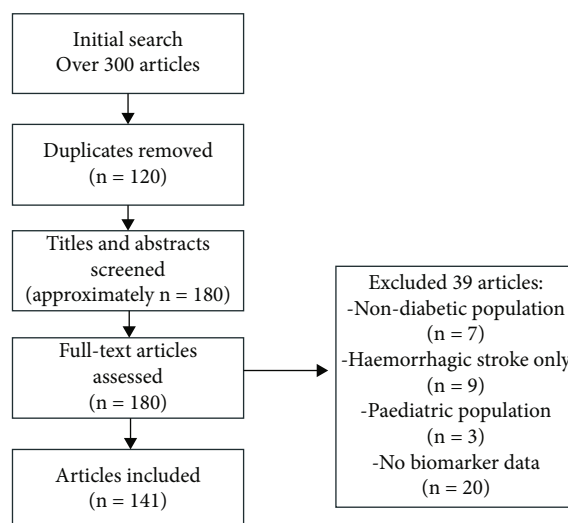 Initial search
Over 300 articles
Duplicates removed
(n = 120)
Titles and abstracts
screened
(approximately n = 180)
Full-text articles
assessed
(n = 180)
Excluded 39 articles:
-Non-diabetic population
(n = 7)
-Haemorrhagic stroke only
(n = 9)
-Paediatric population
(n = 3)
-No biomarker data
(n = 20)
Articles included
(n = 141)